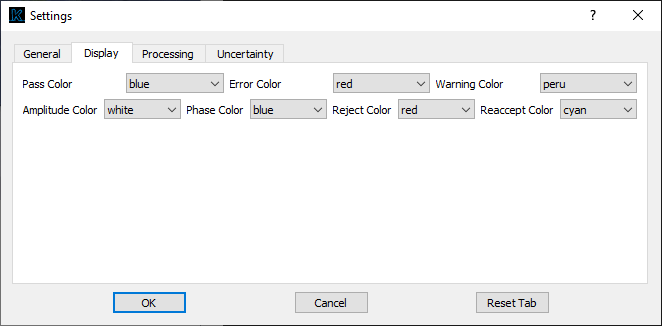 Settings
General Display Processing Uncertainty
Pass Color blue Error Color red Warning Color peru
Amplitude Color white Phase Color blue Reject Color red Reaccept Color cyan
OK Cancel Reset Tab